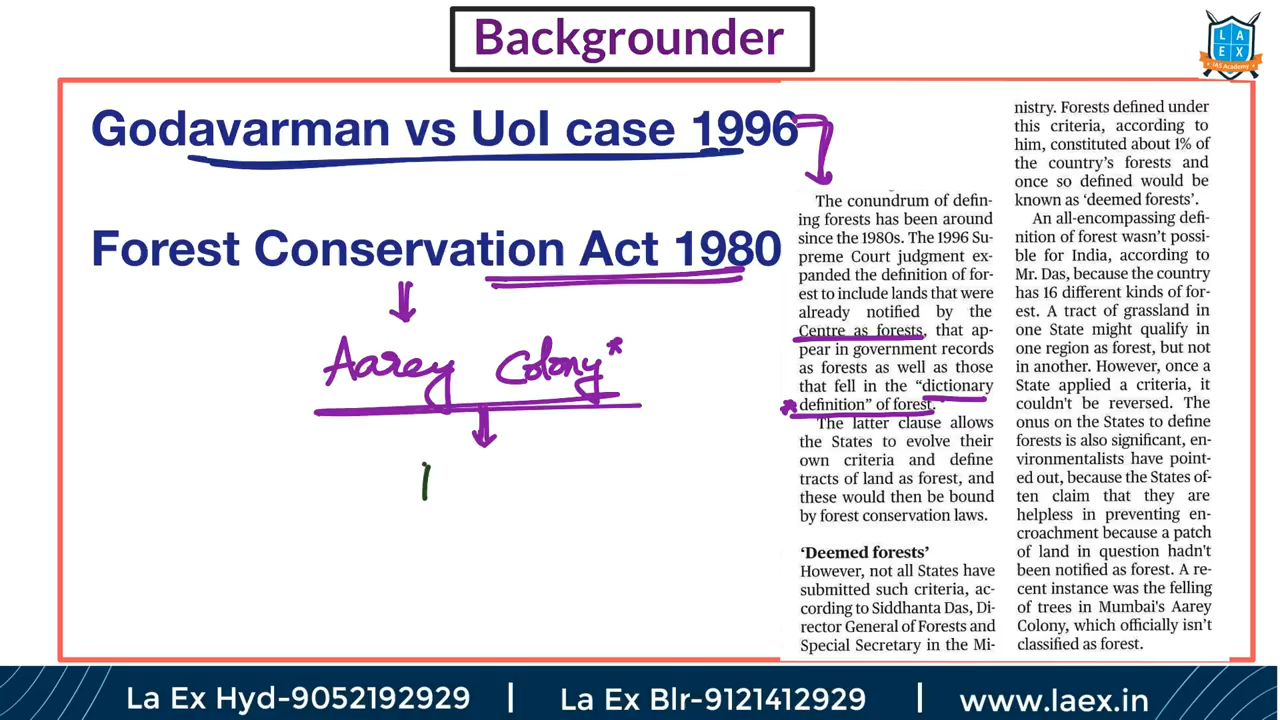 Backgrounder
L A
E X
IAS Academy
Godavarman vs UoI case 1996
Forest Conservation Act 1980
Aarey Colony*
The conundrum of defin-
ing forests has been around
since the 1980s. The 1996 Su-
preme Court judgment ex-
panded the definition of for-
est to include lands that were
already notified by the
Centre as forests, that ap-
pear in government records
as forests as well as those
that fell in the “dictionary
*definition” of forest.
The latter clause allows
the States to evolve their
own criteria and define
tracts of land as forest, and
these would then be bound
by forest conservation laws.
‘Deemed forests’
However, not all States have
submitted such criteria, ac-
cording to Siddhanta Das, Di-
rector General of Forests and
Special Secretary in the Mi-
nistry. Forests defined under
this criteria, according to
him, constituted about 1% of
the country’s forests and
once so defined would be
known as ‘deemed forests’.
An all-encompassing defi-
nition of forest wasn’t possi-
ble for India, according to
Mr. Das, because the country
has 16 different kinds of for-
est. A tract of grassland in
one State might qualify in
one region as forest, but not
in another. However, once a
State applied a criteria, it
couldn't be reversed. The
onus on the States to define
forests is also significant, en-
vironmentalists have point-
ed out, because the States of-
ten claim that they are
helpless in preventing en-
croachment because a patch
of land in question hadn't
been notified as forest. A re-
cent instance was the felling
of trees in Mumbai's Aarey
Colony, which officially isn’t
classified as forest.
La Ex Hyd-9052192929 | La Ex Blr-9121412929 | www.laex.in